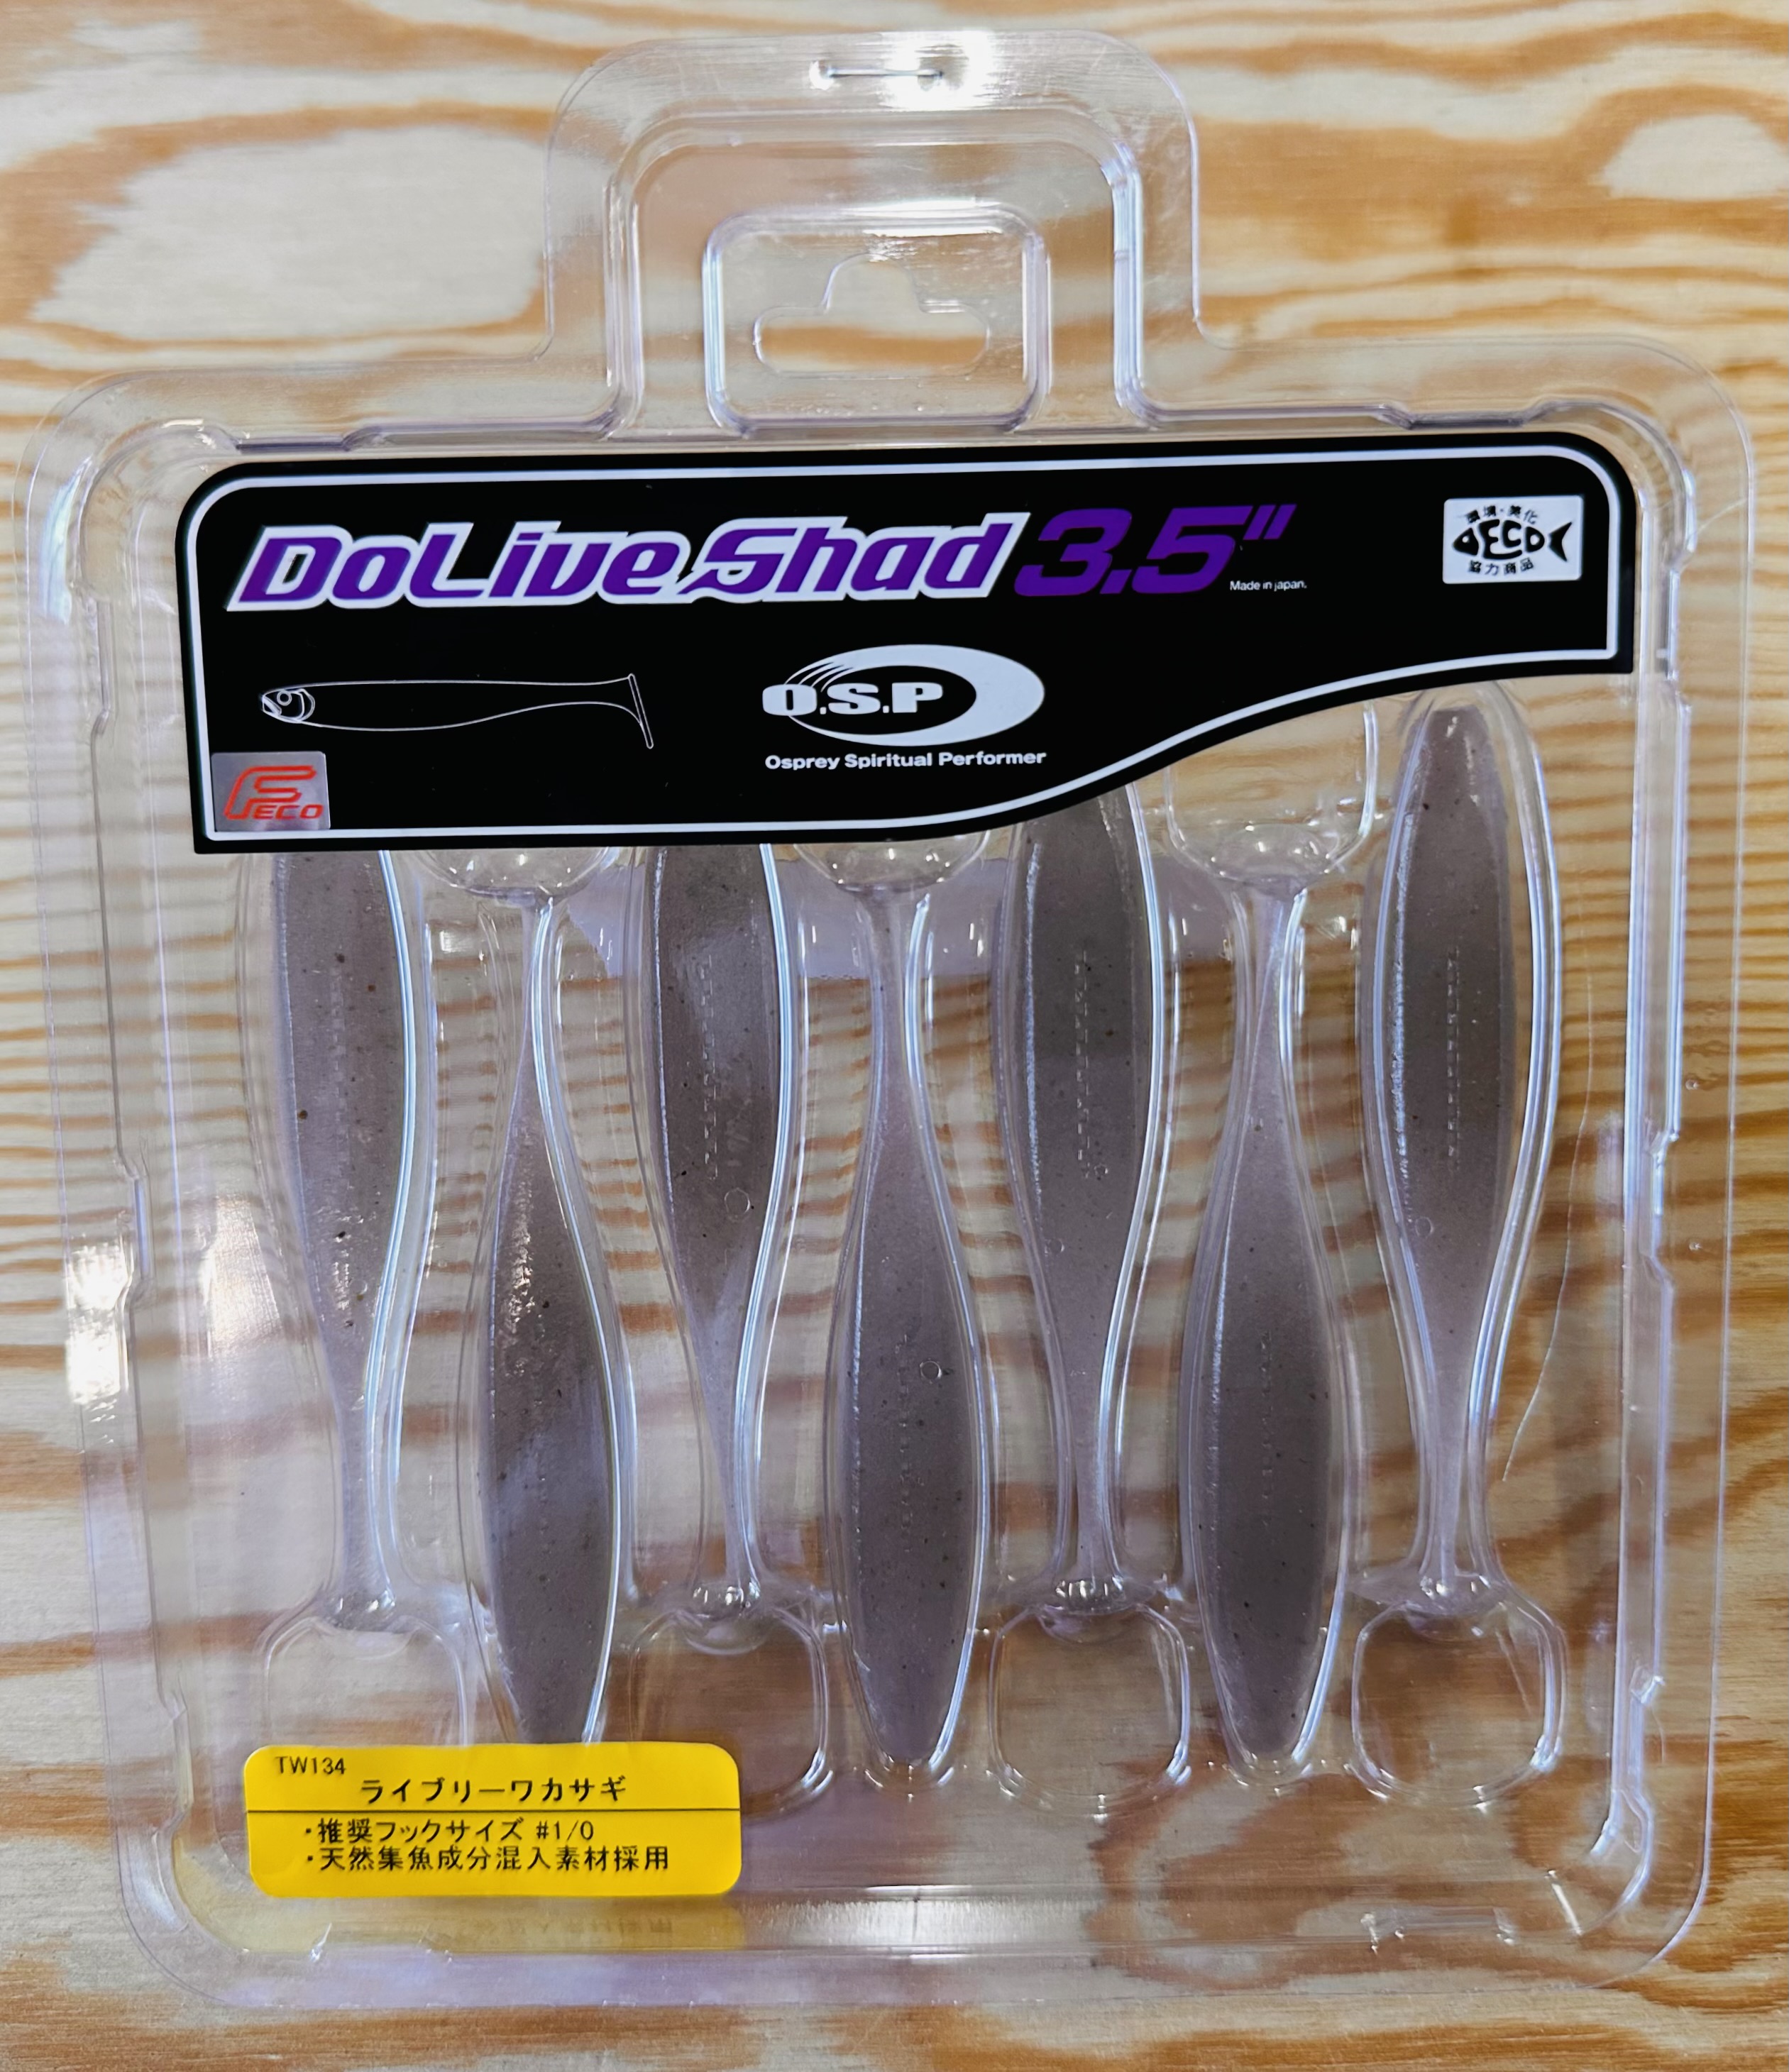 DoLive Shad 3.5"
Made in japan.
環境・美化
ECO
協力商品
O.S.P
Osprey Spiritual Performer
FECO
TW134
ライブリーワカサギ
・推奨フックサイズ #1/0
・天然集魚成分混入素材採用